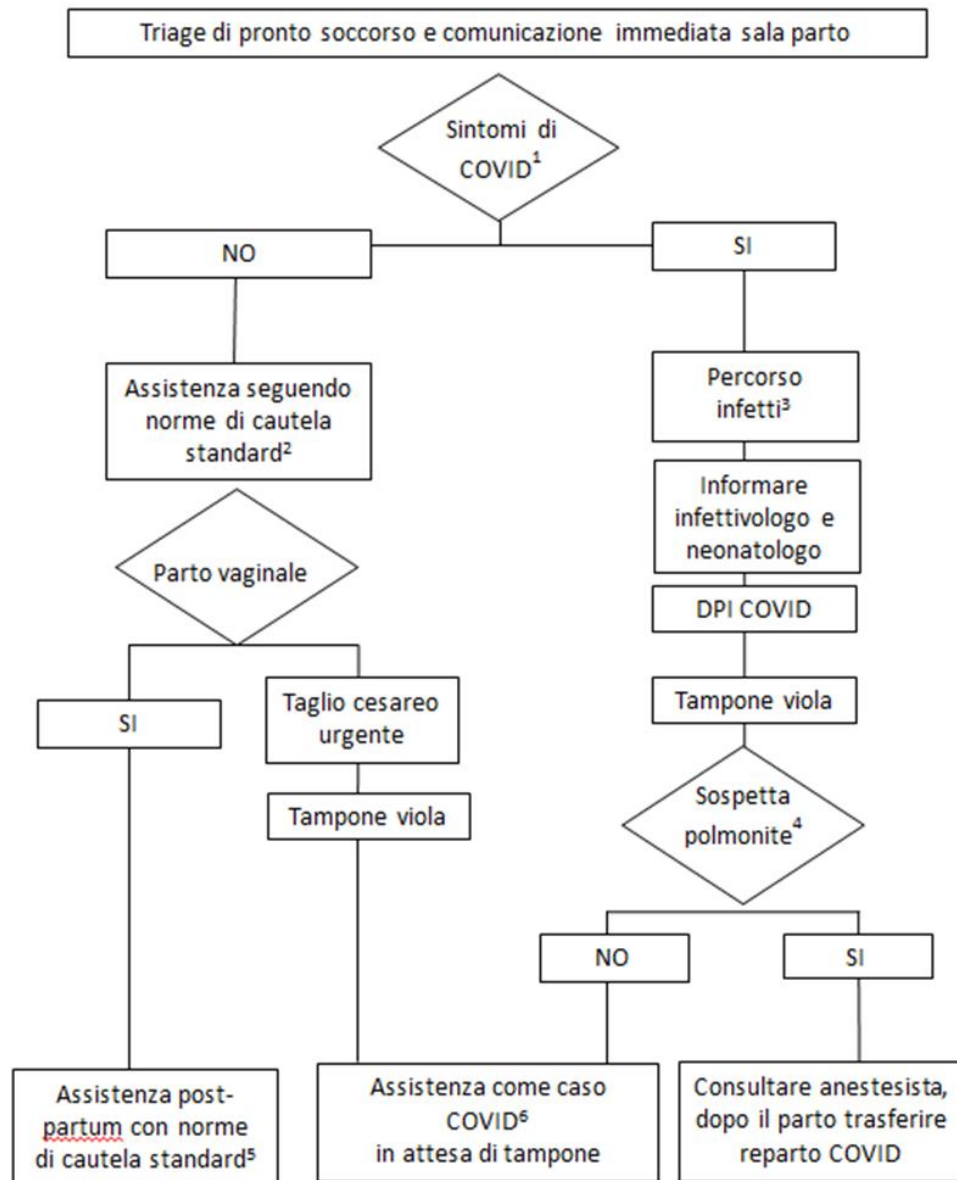 Triage di pronto soccorso e comunicazione immediata sala parto
Sintomi di
COVID¹
NO
SI
Assistenza seguendo
norme di cautela
standard²
Percorso
infetti³
Informare
infettivologo e
neonatologo
Parto vaginale
DPI COVID
SI
Taglio cesareo
urgente
Tampone viola
Tampone viola
Sospetta
polmonite⁴
NO
SI
Assistenza post-
partum con norme
di cautela standard⁵
Assistenza come caso
COVID⁶
in attesa di tampone
Consultare anestesista,
dopo il parto trasferire
reparto COVID